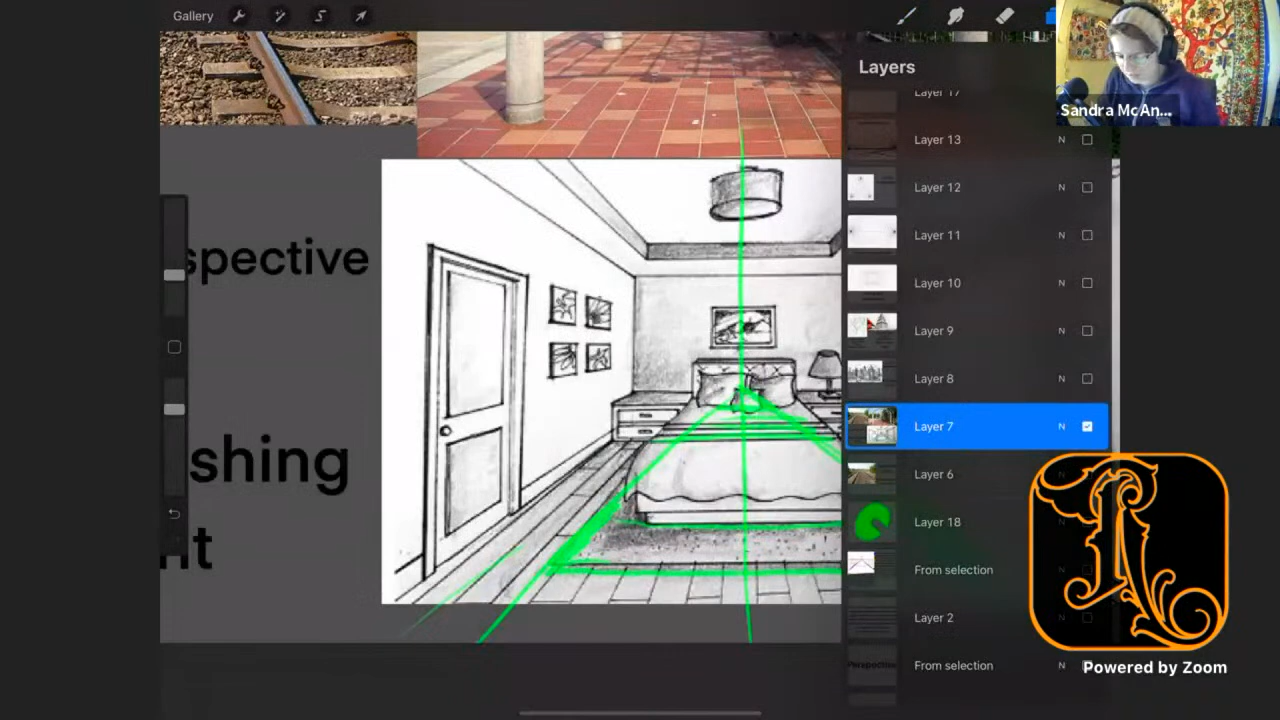 Gallery
Layers
Layer 17
Sandra McAn...
Layer 13
N
Layer 12
N
Layer 11
N
spective
Layer 10
N
Layer 9
N
Layer 8
N
Layer 7
N
shing
Layer 6
N
Layer 18
nt
From selection
Layer 2
Perspective
From selection
N
Powered by Zoom